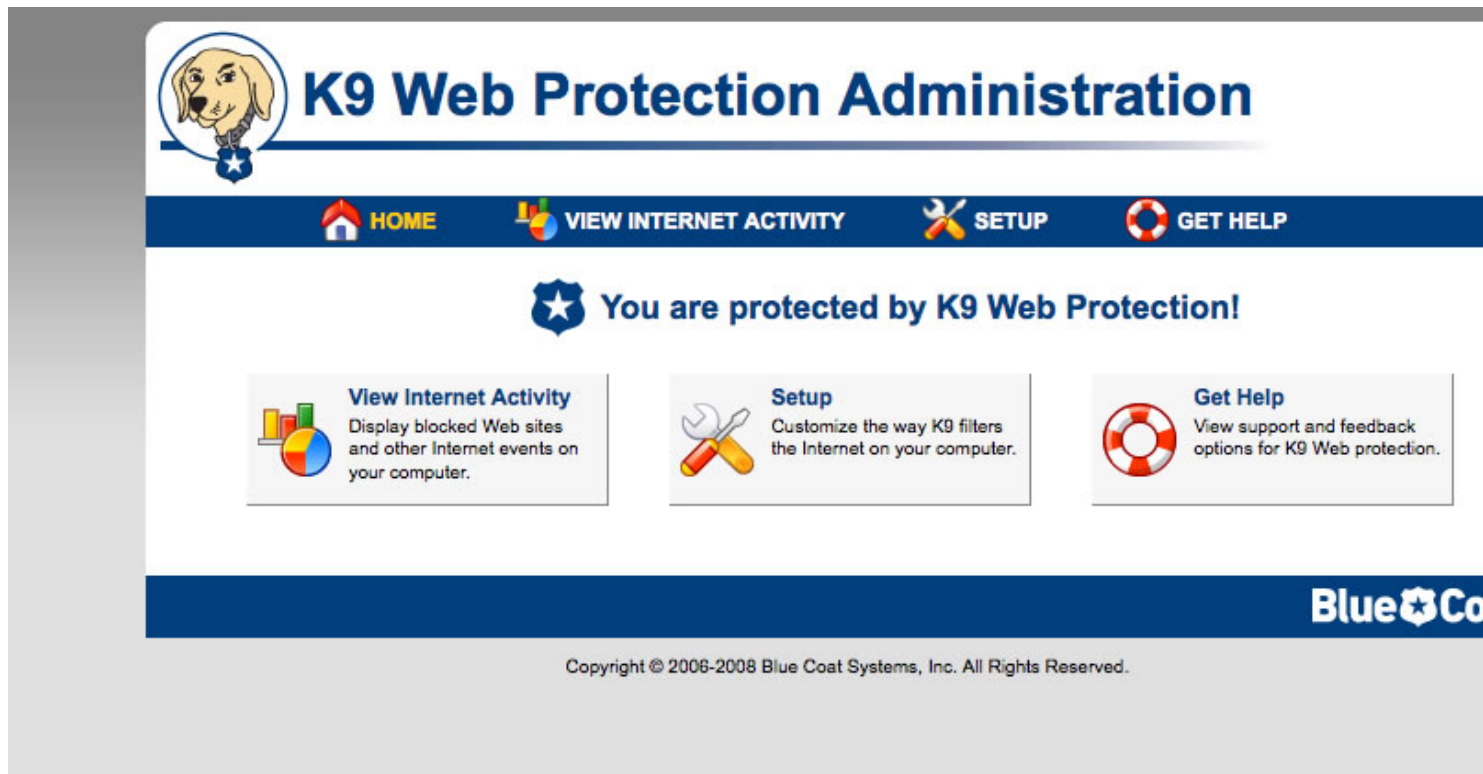 K9 Web Protection Administration
HOME
VIEW INTERNET ACTIVITY
SETUP
GET HELP
You are protected by K9 Web Protection!
View Internet Activity
Display blocked Web sites
and other Internet events on
your computer.
Setup
Customize the way K9 filters
the Internet on your computer.
Get Help
View support and feedback
options for K9 Web protection.
Blue Co
Copyright © 2006-2008 Blue Coat Systems, Inc. All Rights Reserved.